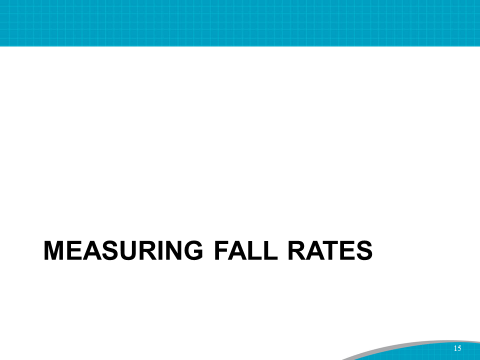 MEASURING FALL RATES
15